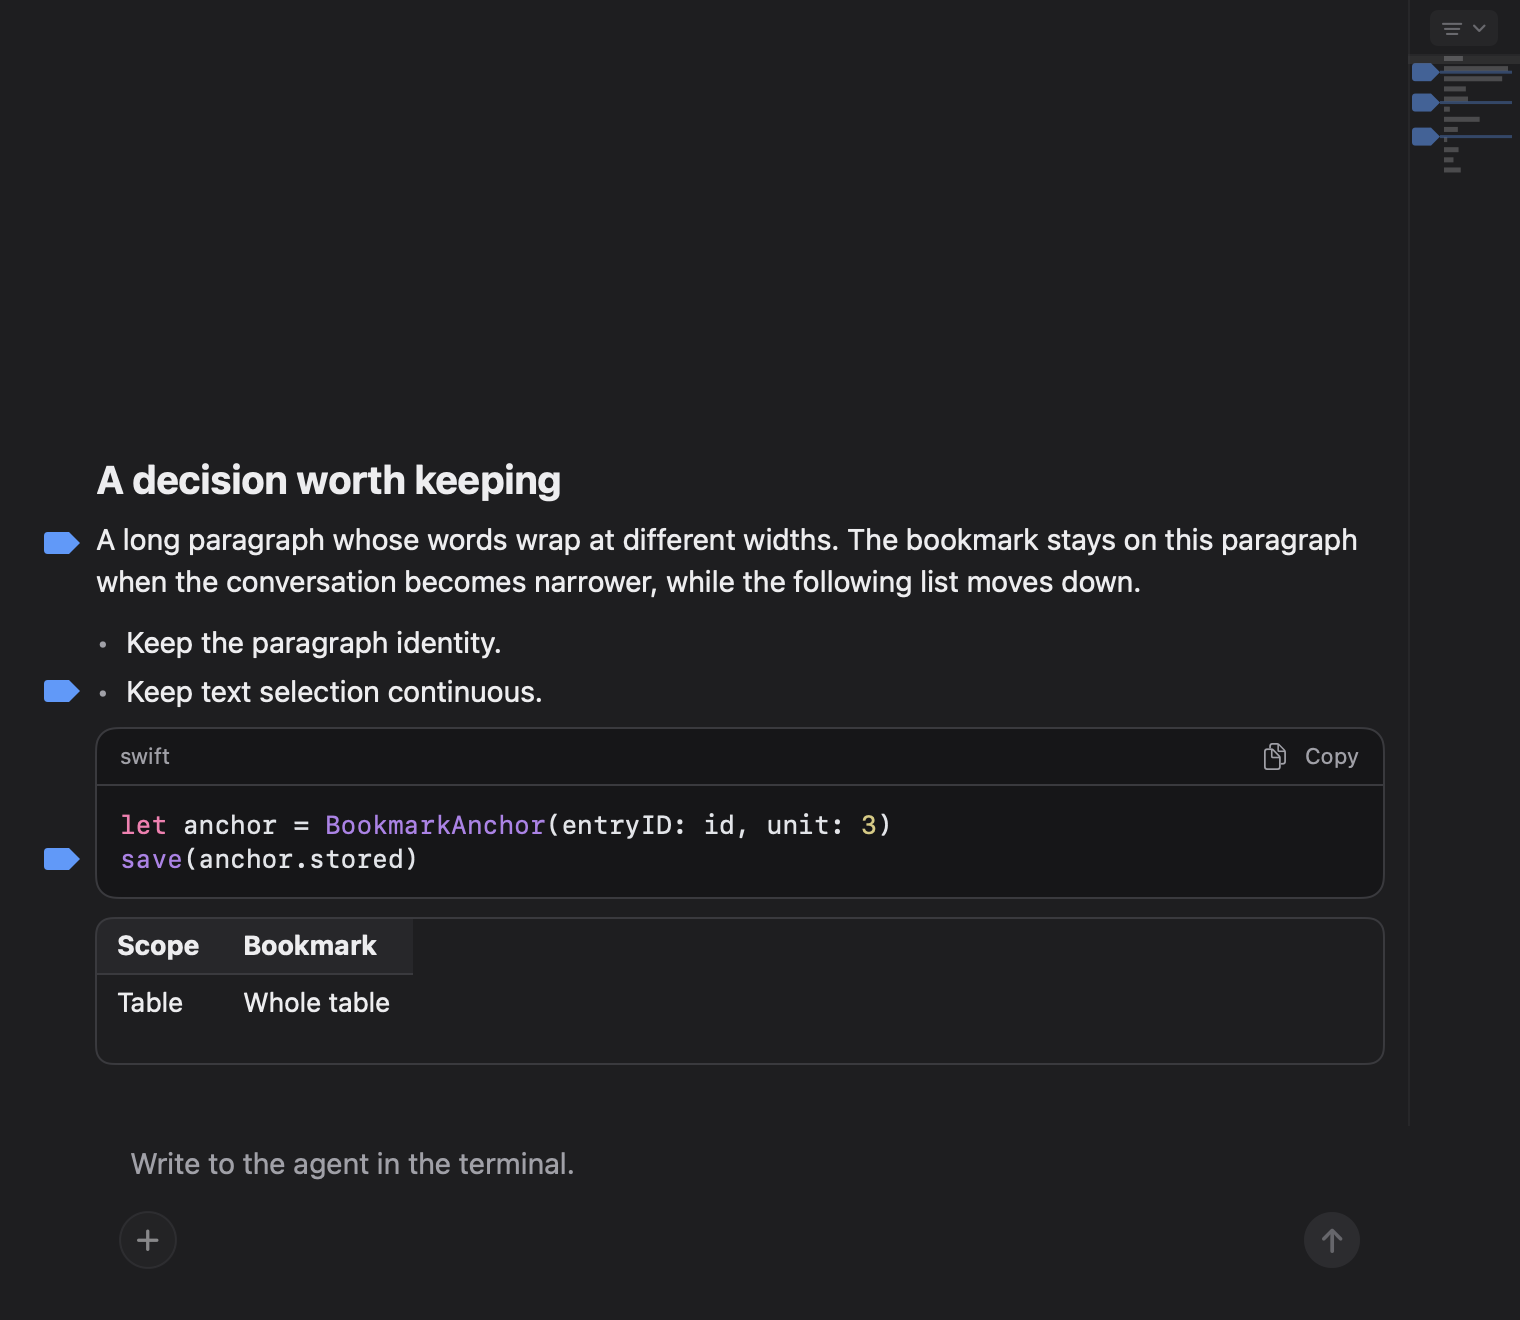 A decision worth keeping
A long paragraph whose words wrap at different widths. The bookmark stays on this paragraph
when the conversation becomes narrower, while the following list moves down.
• Keep the paragraph identity.
• Keep text selection continuous.
swift Copy
let anchor = BookmarkAnchor(entryID: id, unit: 3)
save(anchor.stored)
Scope Bookmark
Table Whole table
Write to the agent in the terminal.